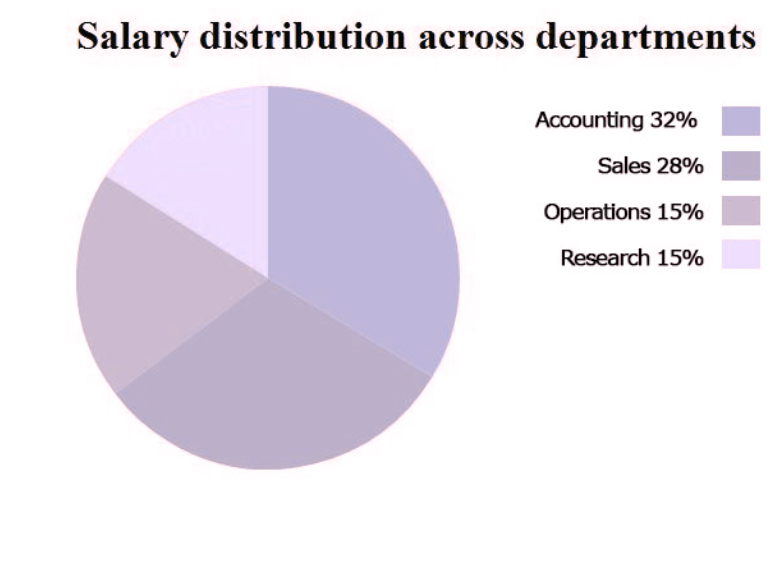 Salary distribution across departments
Accounting 32%
Sales 28%
Operations 15%
Research 15%